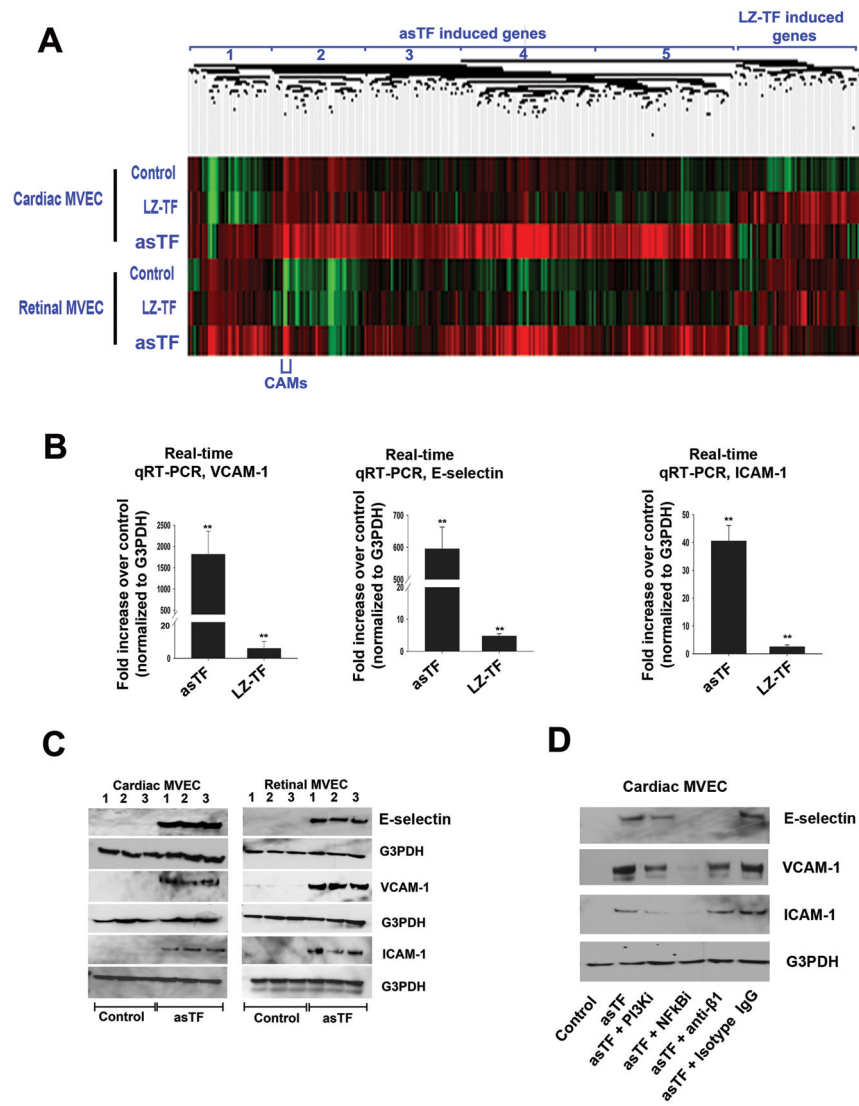 A
asTF induced genes
LZ-TF induced
genes
1 2 3 4 5
Cardiac MVEC
Control
LZ-TF
asTF
Retinal MVEC
Control
LZ-TF
asTF
CAMs
B
Real-time
qRT-PCR, VCAM-1
Fold increase over control
(normalized to G3PDH)
2500
2000
1500
1000
500
20
0
**
**
asTF
LZ-TF
Real-time
qRT-PCR, E-selectin
Fold increase over control
(normalized to G3PDH)
700
600
500
20
15
10
5
0
**
**
asTF
LZ-TF
Real-time
qRT-PCR, ICAM-1
Fold increase over control
(normalized to G3PDH)
50
40
30
20
10
0
**
**
asTF
LZ-TF
C
Cardiac MVEC
1 2 3 1 2 3
Retinal MVEC
1 2 3 1 2 3
E-selectin
G3PDH
VCAM-1
G3PDH
ICAM-1
G3PDH
Control
asTF
Control
asTF
D
Cardiac MVEC
E-selectin
VCAM-1
ICAM-1
G3PDH
Control
asTF
asTF + PI3Ki
asTF + NFkBi
asTF + anti-β1
asTF + Isotype IgG